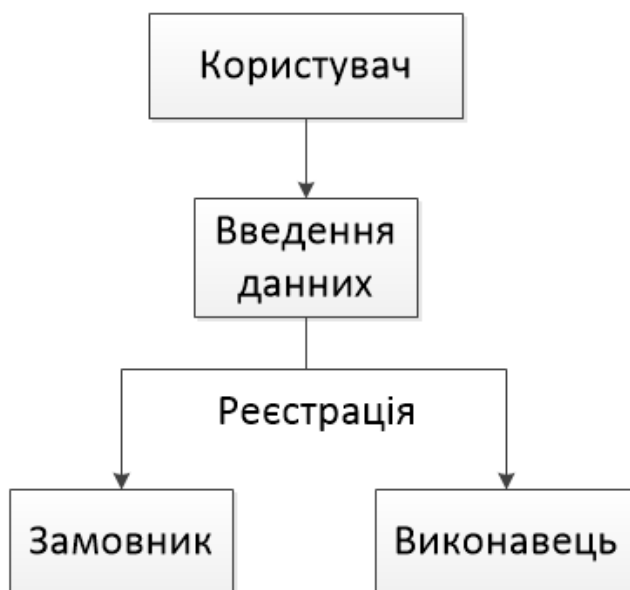 Користувач
Введення
данних
Реєстрація
Замовник
Виконавець